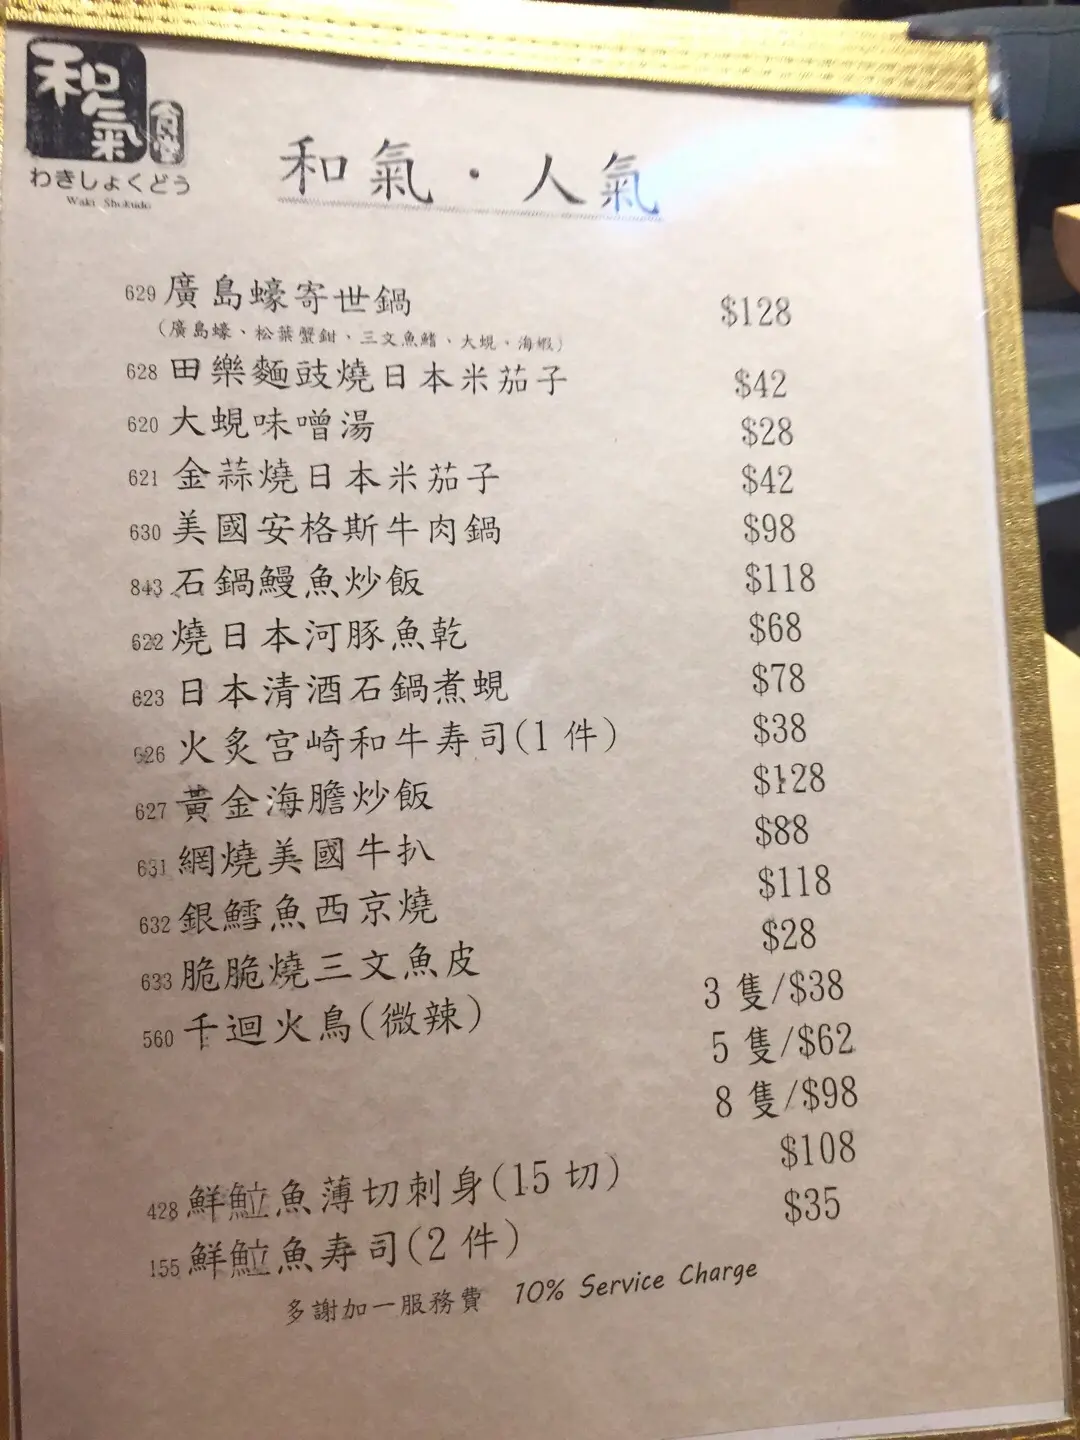 和氣食堂
わきしょくどう
Waki Shokudo
和氣・人氣
629 廣島蠔寄世鍋 $128
(廣島蠔、松葉蟹鉗、三文魚鰭、大蜆、海蝦)
628 田樂麵豉燒日本米茄子 $42
620 大蜆味噌湯 $28
621 金蒜燒日本米茄子 $42
630 美國安格斯牛肉鍋 $98
843 石鍋鰻魚炒飯 $118
622 燒日本河豚魚乾 $68
623 日本清酒石鍋煮蜆 $78
626 火炙宮崎和牛寿司(1 件) $38
627 黃金海膽炒飯 $128
631 網燒美國牛扒 $88
632 銀鱈魚西京燒 $118
633 脆脆燒三文魚皮 $28
560 千迴火鳥(微辣) 3 隻/$38
5 隻/$62
8 隻/$98
428 鮮鮋魚薄切刺身(15 切) $108
155 鮮鮋魚寿司(2 件) $35
多謝加一服務費 10% Service Charge